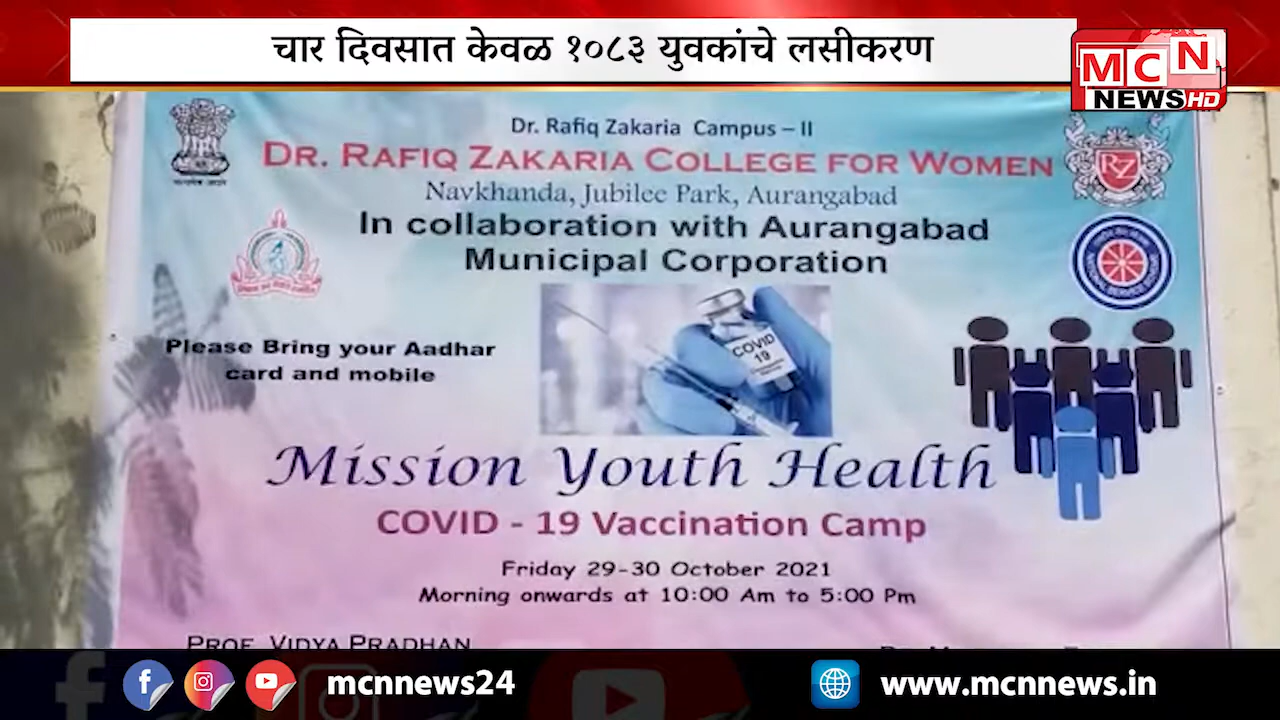 चार दिवसात केवळ १०८३ युवकांचे लसीकरण
MCN
NEWS HD
Dr. Rafiq Zakaria Campus – II
DR. RAFIQ ZAKARIA COLLEGE FOR WOMEN
RZ
Navkhanda, Jubilee Park, Aurangabad
In collaboration with Aurangabad
Municipal Corporation
Please Bring your Aadhar
card and mobile
COVID
19
Mission Youth Health
COVID - 19 Vaccination Camp
Friday 29-30 October 2021
Morning onwards at 10:00 Am to 5:00 Pm
PROF. VIDYA PRADHAN
mcnnews24
www.mcnnews.in